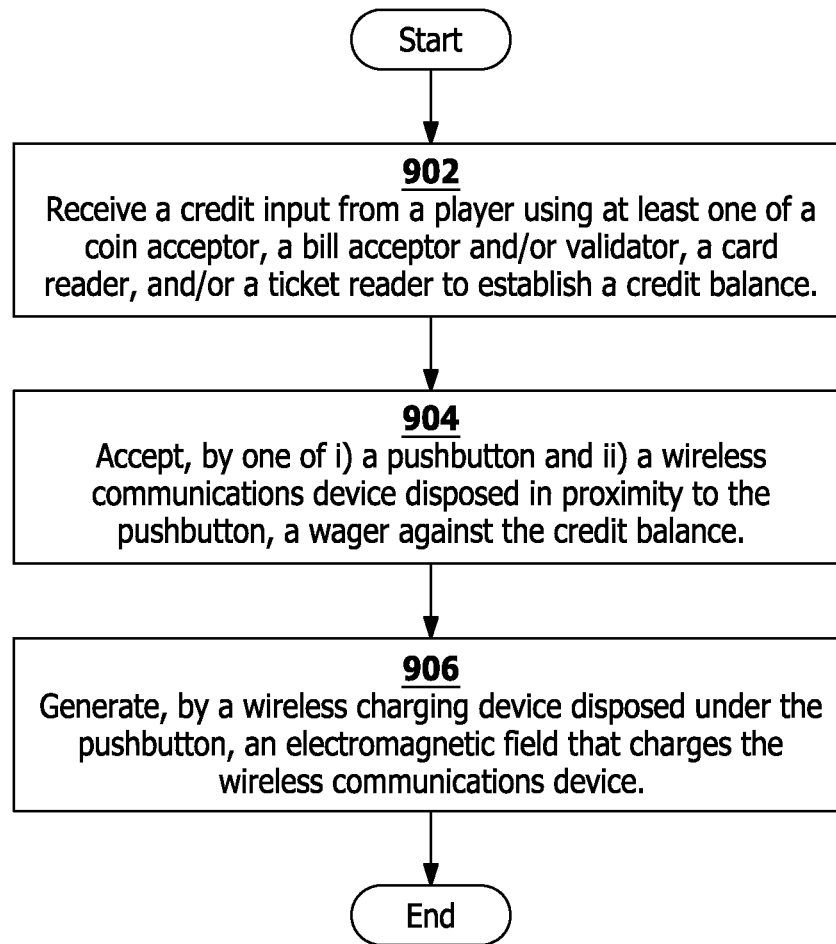 Start
902
Receive a credit input from a player using at least one of a
coin acceptor, a bill acceptor and/or validator, a card
reader, and/or a ticket reader to establish a credit balance.
904
Accept, by one of i) a pushbutton and ii) a wireless
communications device disposed in proximity to the
pushbutton, a wager against the credit balance.
906
Generate, by a wireless charging device disposed under the
pushbutton, an electromagnetic field that charges the
wireless communications device.
End